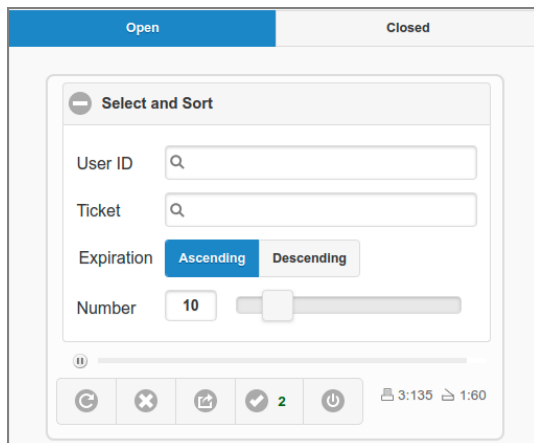 Open Closed
Select and Sort
User ID
Ticket
Expiration Ascending Descending
Number 10
2 3:135 1:60